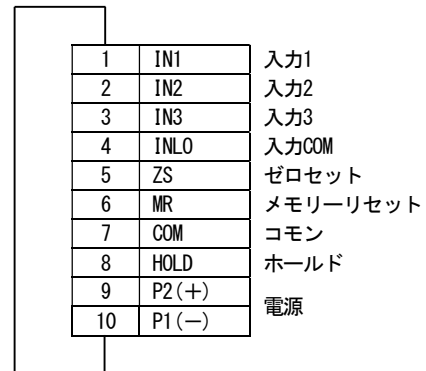 1 IN1 入力1
2 IN2 入力2
3 IN3 入力3
4 INLO 入力COM
5 ZS ゼロセット
6 MR メモリーリセット
7 COM コモン
8 HOLD ホールド
9 P2(＋) 電源
10 P1(－)